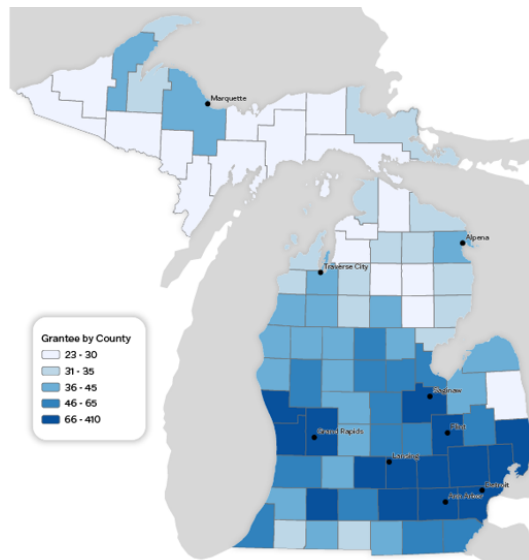 Marquette
Alpena
Traverse City
Grantee by County
23 - 30
31 - 35
36 - 45
46 - 65
66 - 410
Saginaw
Flint
Grand Rapids
Lansing
Detroit
Ann Arbor